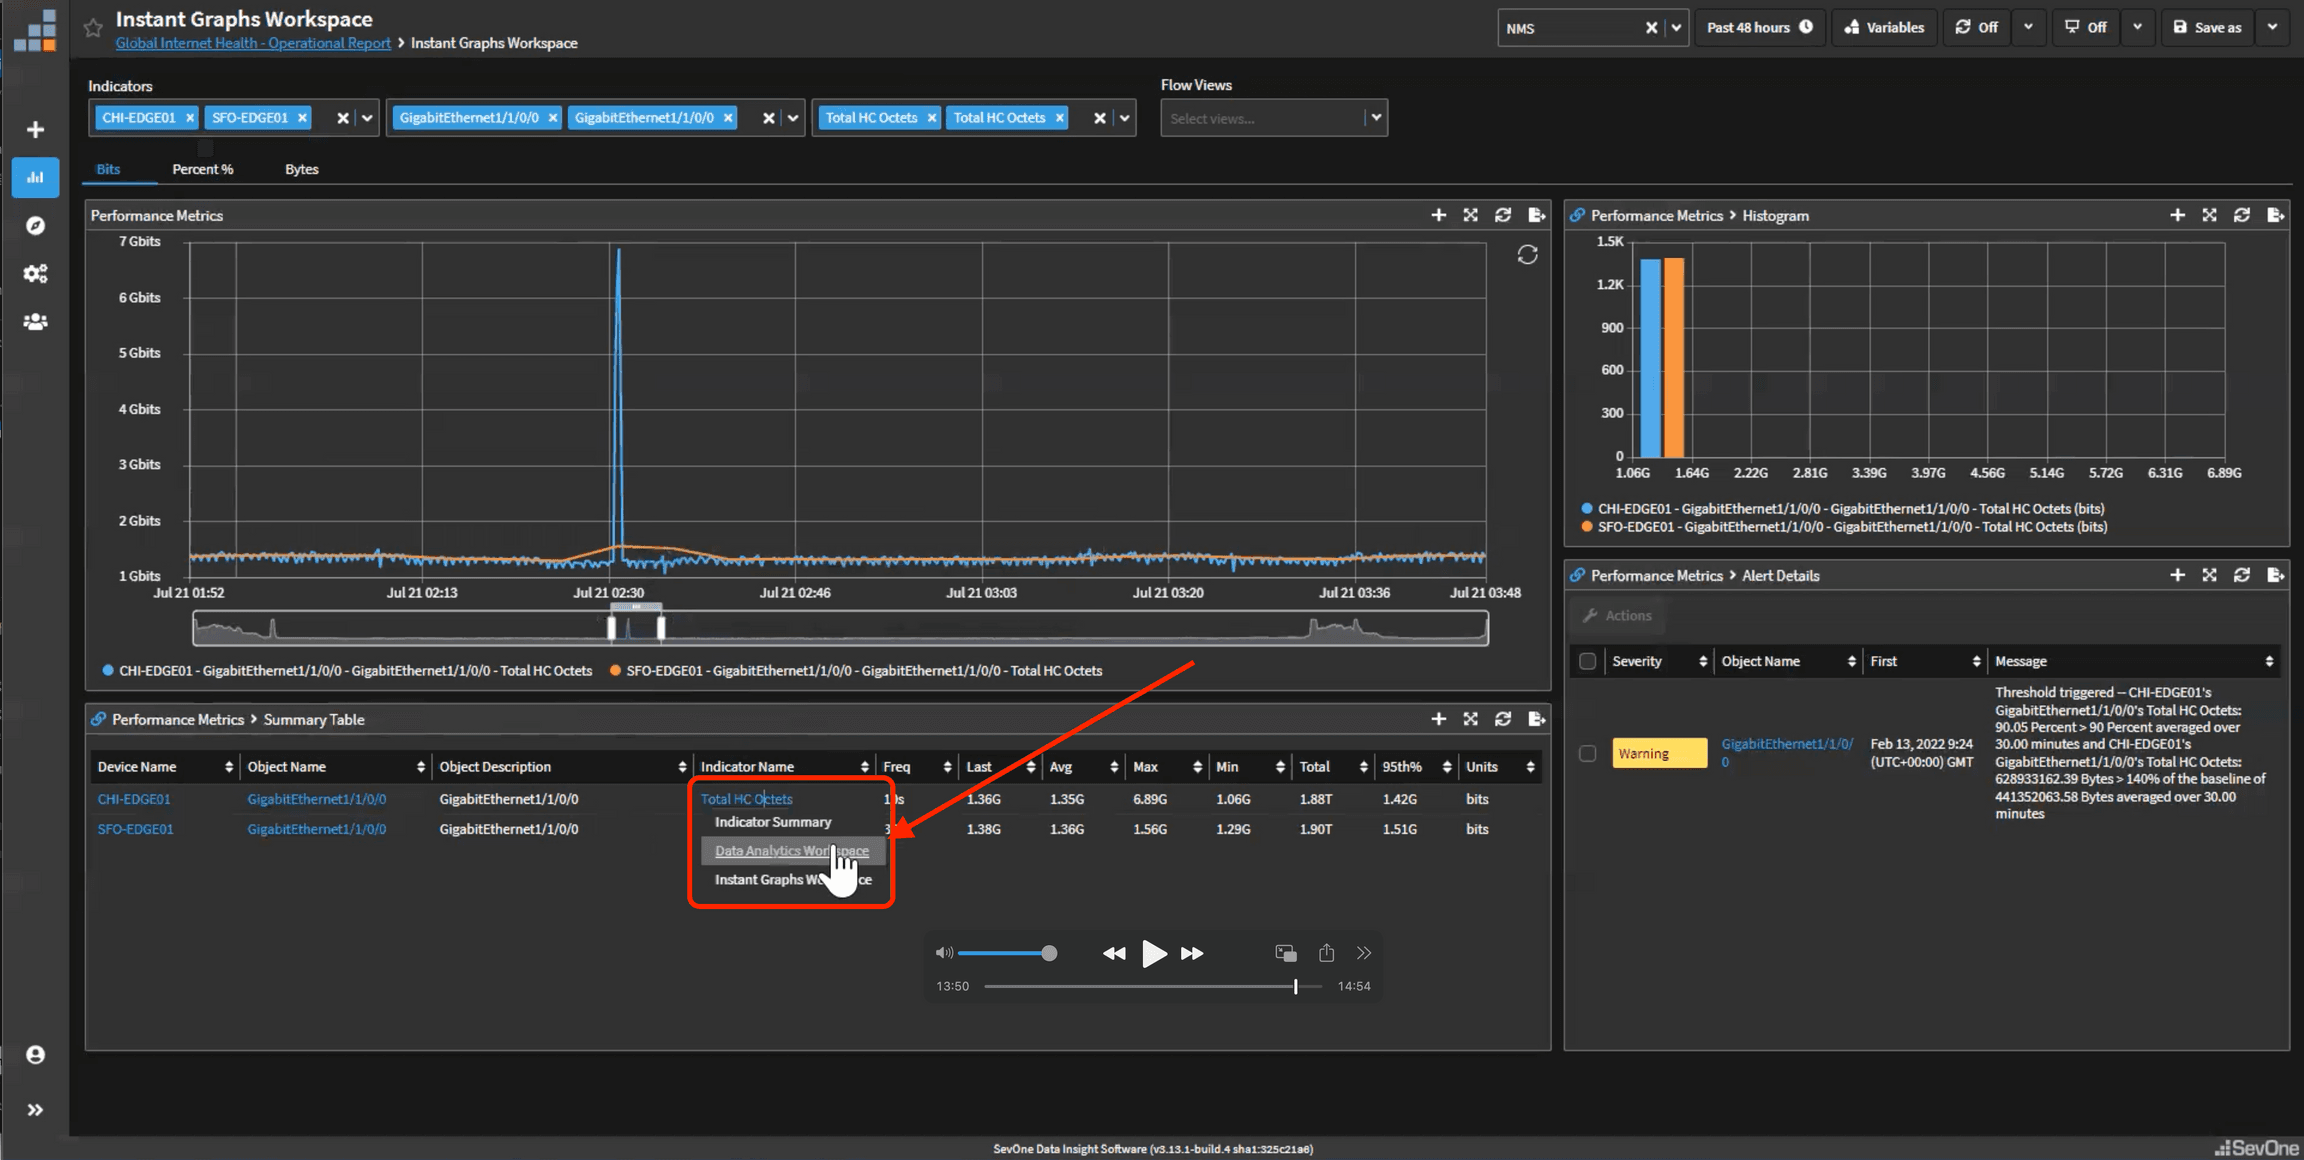 Instant Graphs Workspace
Global Internet Health - Operational Report > Instant Graphs Workspace
NMS
Past 48 hours
Variables
Off
Off
Save as
Indicators
CHI-EDGE01 × SFO-EDGE01 ×
GigabitEthernet1/1/0/0 × GigabitEthernet1/1/0/0 ×
Total HC Octets × Total HC Octets ×
Flow Views
Select views...
Bits
Percent %
Bytes
Performance Metrics
7 Gbits
6 Gbits
5 Gbits
4 Gbits
3 Gbits
2 Gbits
1 Gbits
Jul 21 01:52 Jul 21 02:13 Jul 21 02:30 Jul 21 02:46 Jul 21 03:03 Jul 21 03:20 Jul 21 03:36 Jul 21 03:48
CHI-EDGE01 - GigabitEthernet1/1/0/0 - GigabitEthernet1/1/0/0 - Total HC Octets SFO-EDGE01 - GigabitEthernet1/1/0/0 - GigabitEthernet1/1/0/0 - Total HC Octets
Performance Metrics > Histogram
1.5K
1.2K
900
600
300
0
1.06G 1.64G 2.22G 2.81G 3.39G 3.97G 4.56G 5.14G 5.72G 6.31G 6.89G
CHI-EDGE01 - GigabitEthernet1/1/0/0 - GigabitEthernet1/1/0/0 - Total HC Octets (bits)
SFO-EDGE01 - GigabitEthernet1/1/0/0 - GigabitEthernet1/1/0/0 - Total HC Octets (bits)
Performance Metrics > Alert Details
Actions
Severity Object Name First Message
Warning
GigabitEthernet1/1/0/
0
Feb 13, 2022 9:24
(UTC+00:00) GMT
Threshold triggered -- CHI-EDGE01's
GigabitEthernet1/1/0/0's Total HC Octets:
90.05 Percent > 90 Percent averaged over
30.00 minutes and CHI-EDGE01's
GigabitEthernet1/1/0/0's Total HC Octets:
628933162.39 Bytes > 140% of the baseline of
441352063.58 Bytes averaged over 30.00
minutes
Performance Metrics > Summary Table
Device Name Object Name Object Description Indicator Name Freq Last Avg Max Min Total 95th% Units
CHI-EDGE01 GigabitEthernet1/1/0/0 GigabitEthernet1/1/0/0 Total HC Octets 1.36G 1.35G 6.89G 1.06G 1.88T 1.42G bits
SFO-EDGE01 GigabitEthernet1/1/0/0 GigabitEthernet1/1/0/0 1.38G 1.36G 1.56G 1.29G 1.90T 1.51G bits
Indicator Summary
Data Analytics Workspace
Instant Graphs
13:50
14:54
SevOne Data Insight Software (v3.13.1-build.4 sha1:325c21a6)
SevOne